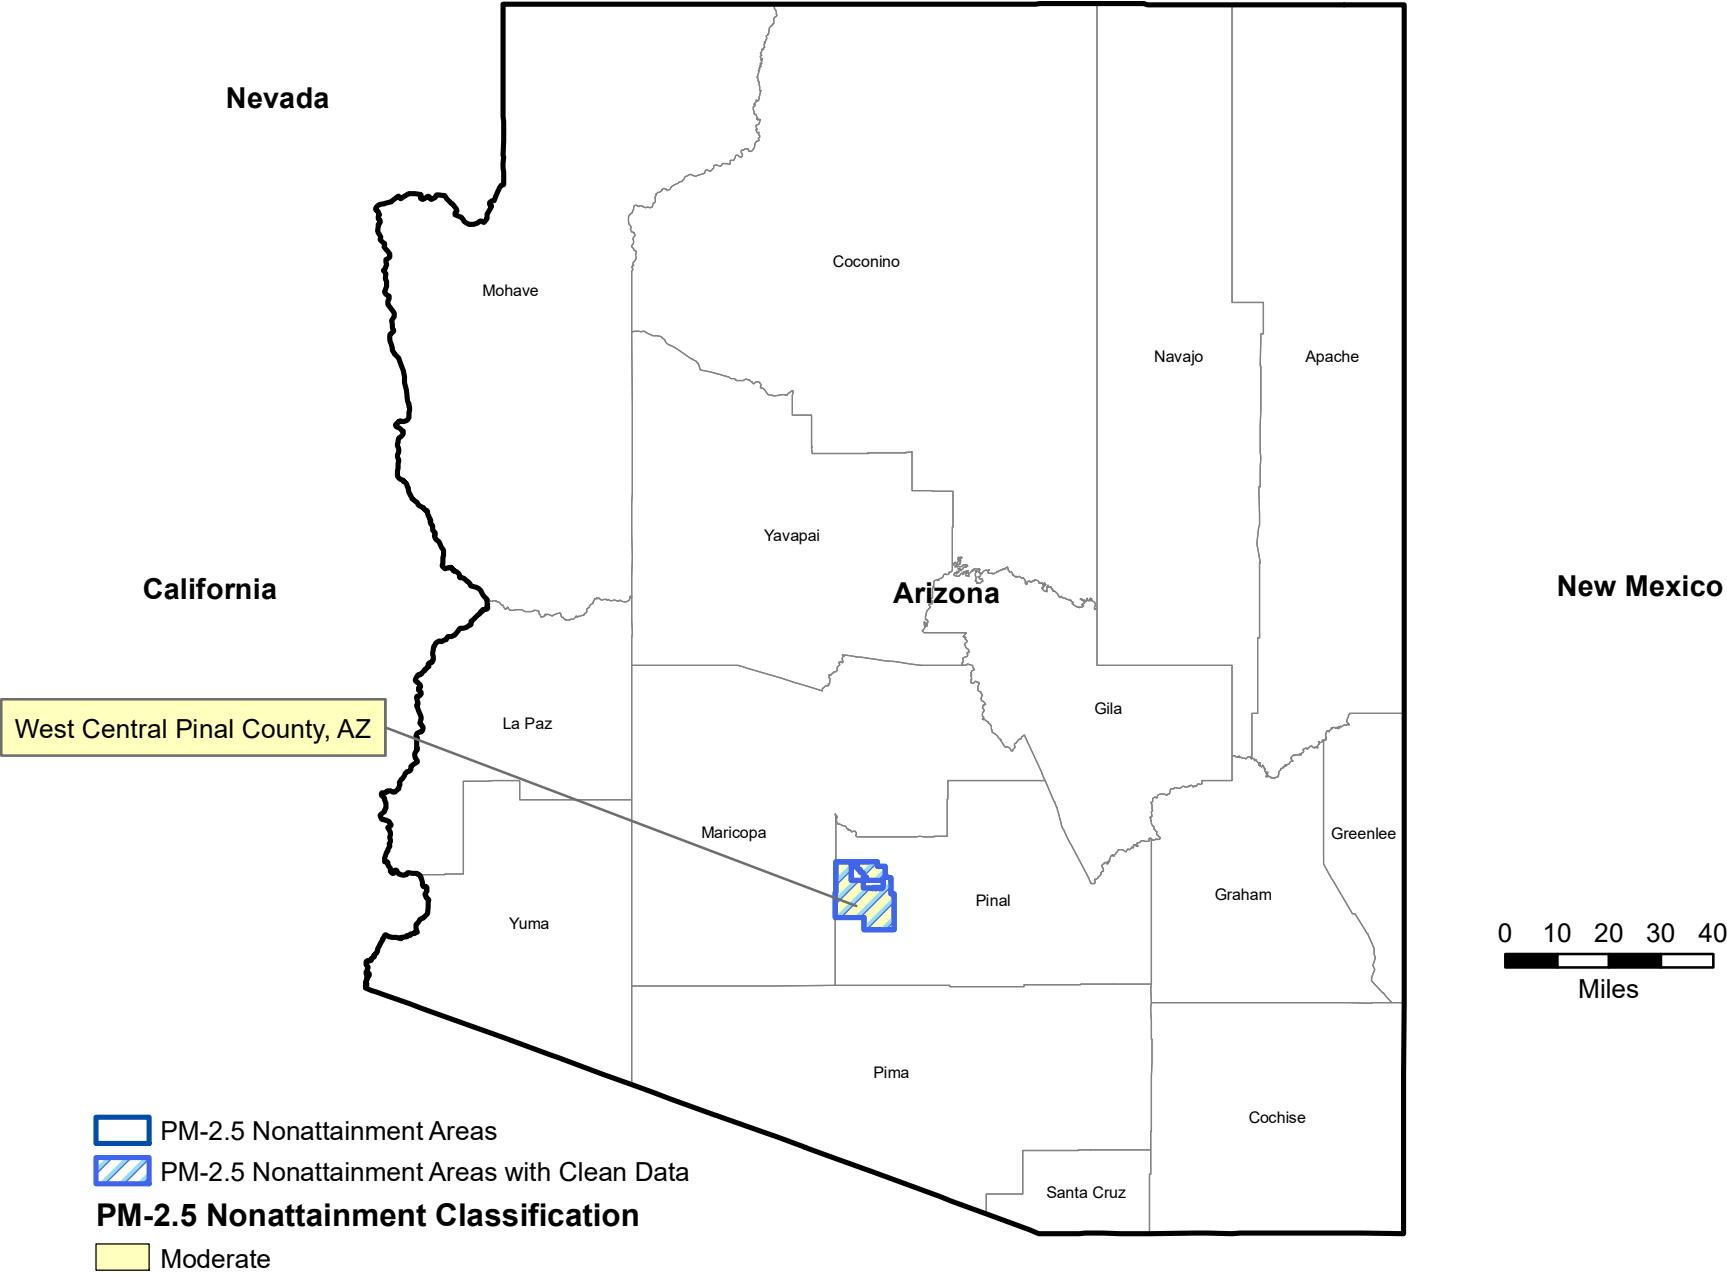 Nevada
Coconino
Mohave
Navajo
Apache
Yavapai
California
Arizona
New Mexico
Gila
La Paz
West Central Pinal County, AZ
Maricopa
Greenlee
Graham
Pinal
Yuma
0 10 20 30 40
Miles
Pima
Cochise
Santa Cruz
PM-2.5 Nonattainment Areas
PM-2.5 Nonattainment Areas with Clean Data
PM-2.5 Nonattainment Classification
Moderate